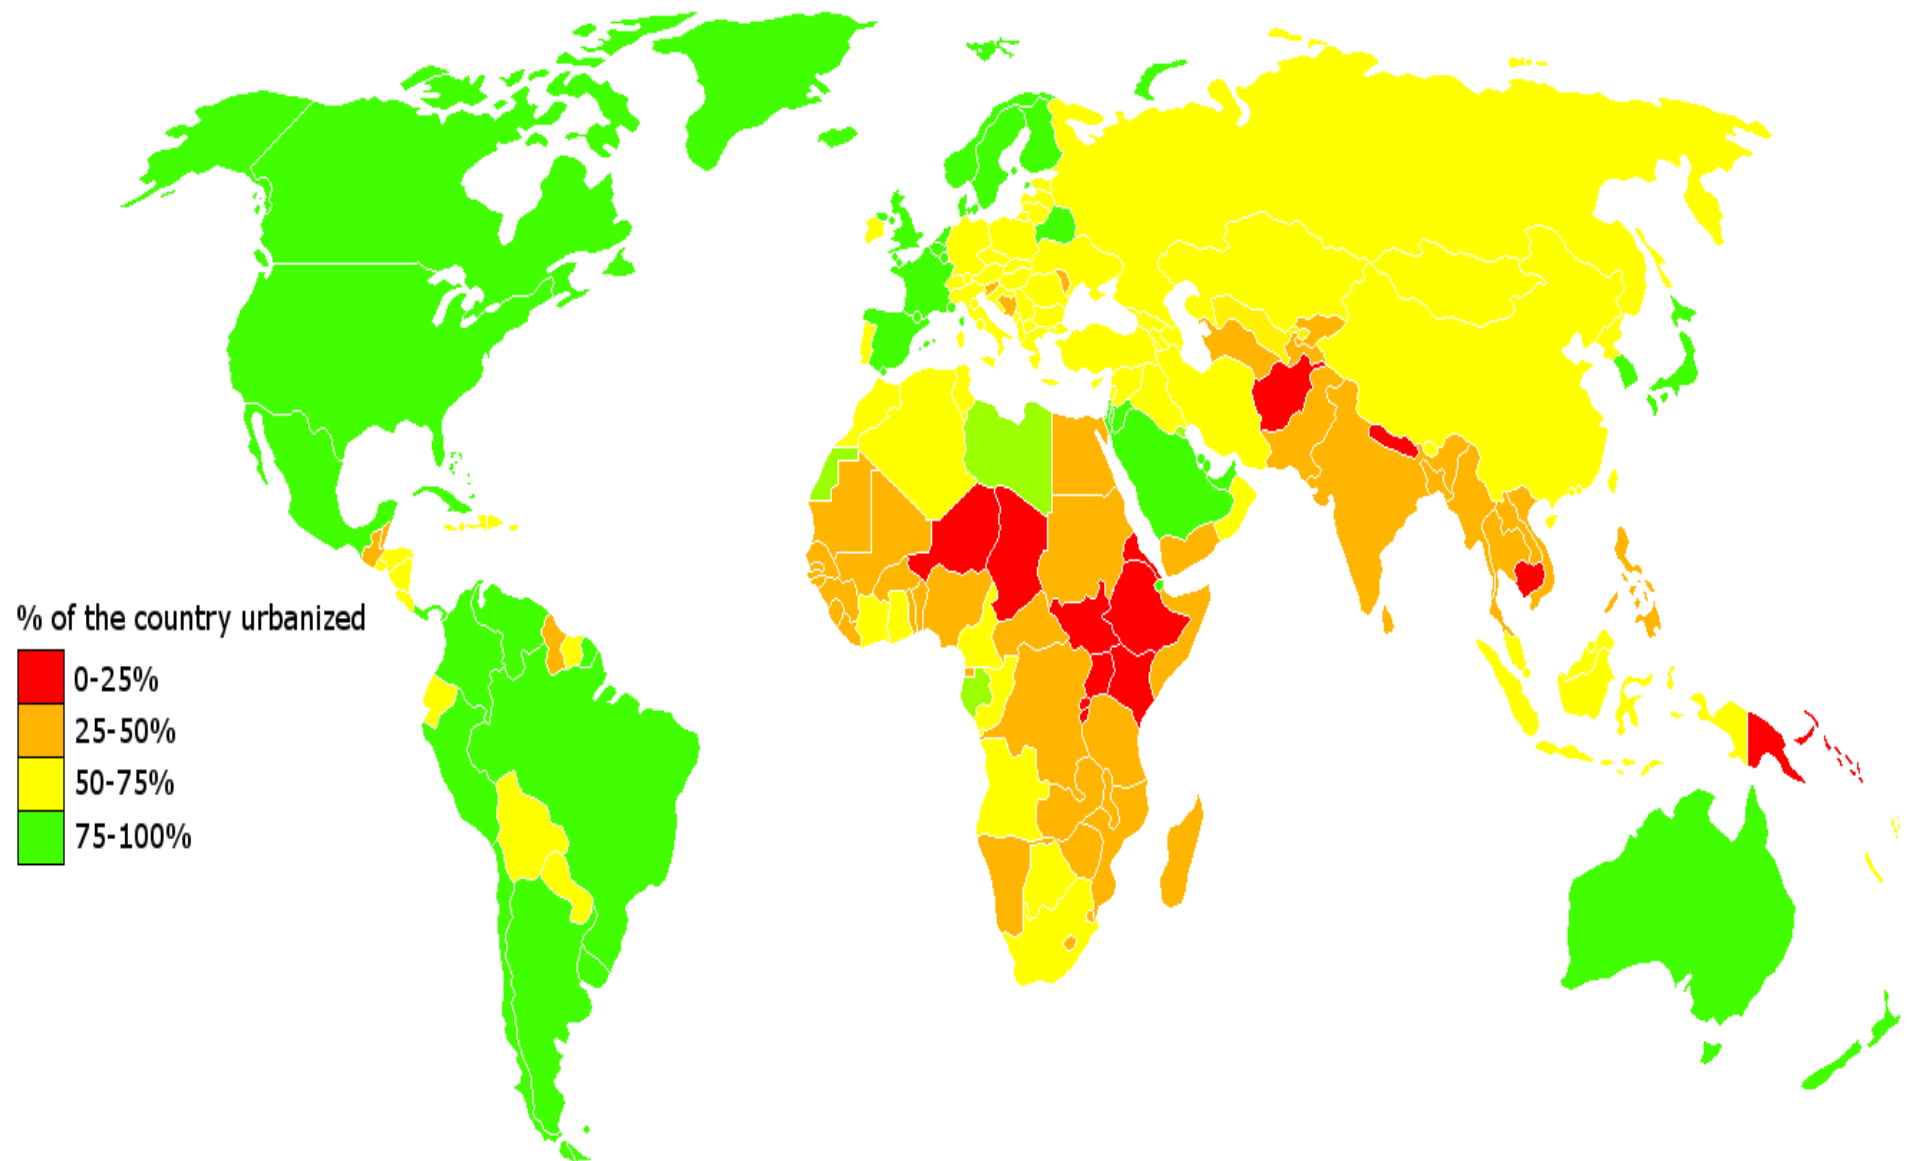 % of the country urbanized
0-25%
25-50%
50-75%
75-100%